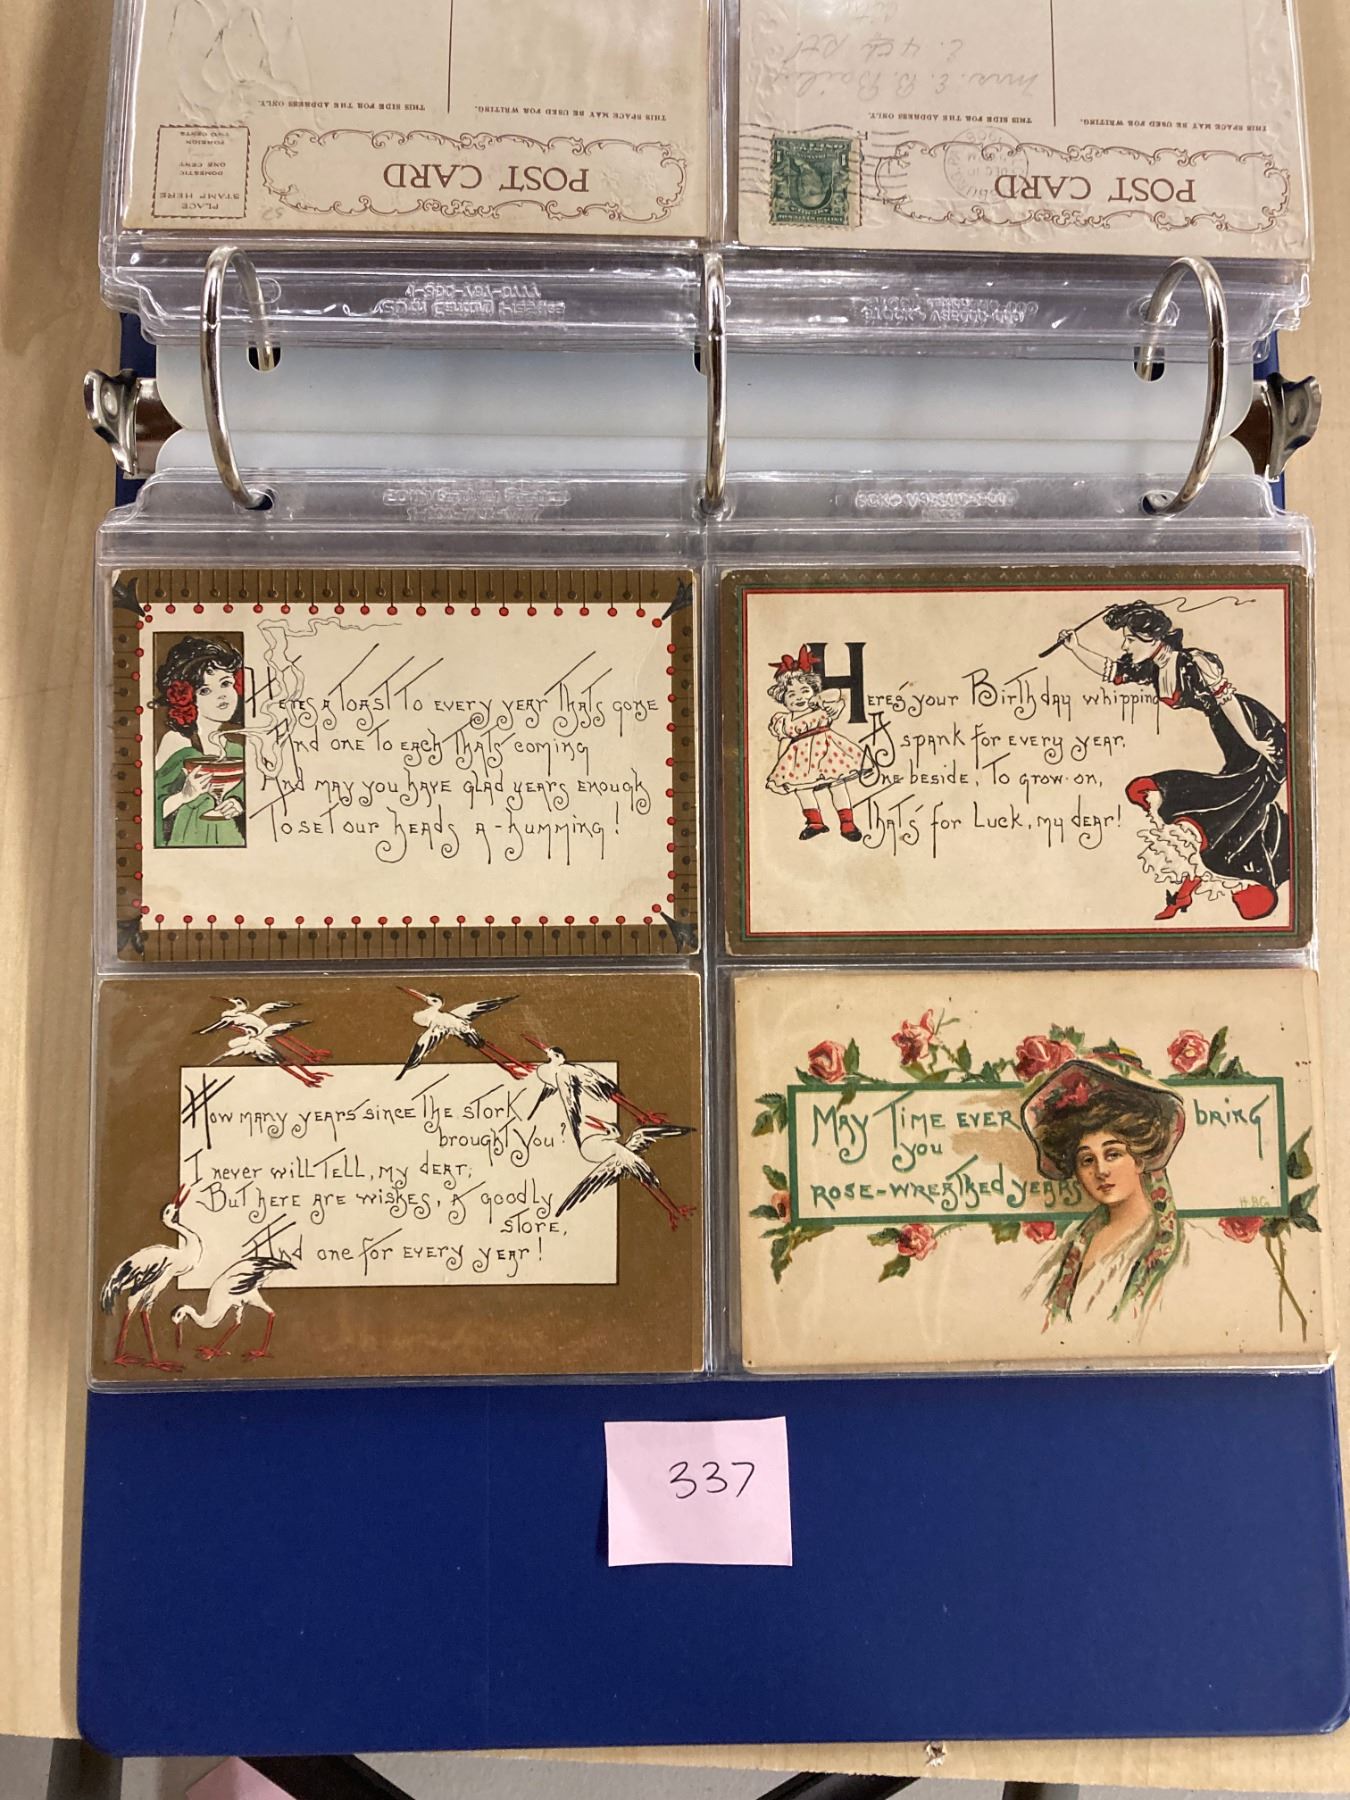 Mrs. E. B. Bailey
E. 4th St.
THIS SIDE FOR THE ADDRESS ONLY.
THIS SPACE MAY BE USED FOR WRITING.
THIS SIDE FOR THE ADDRESS ONLY.
THIS SPACE MAY BE USED FOR WRITING.
PLACE
STAMP HERE
DOMESTIC
ONE CENT
FOREIGN
TWO CENTS
POST CARD
POST CARD
HERE'S A TOAST TO EVERY YEAR THAT'S GONE
And one To each That's coming
And may you have glad years enough
To set our heads a-humming!
HERE'S your Birthday whipping
A spank for every year.
One beside, To grow on,
That's for Luck, my dear!
How many years since The stork
brought you?
I never will Tell, my dear;
But here are wishes, a goodly
store,
And one for every year!
MAY TIME EVER bring
you
ROSE-WREATHED years
H.B.G.
337